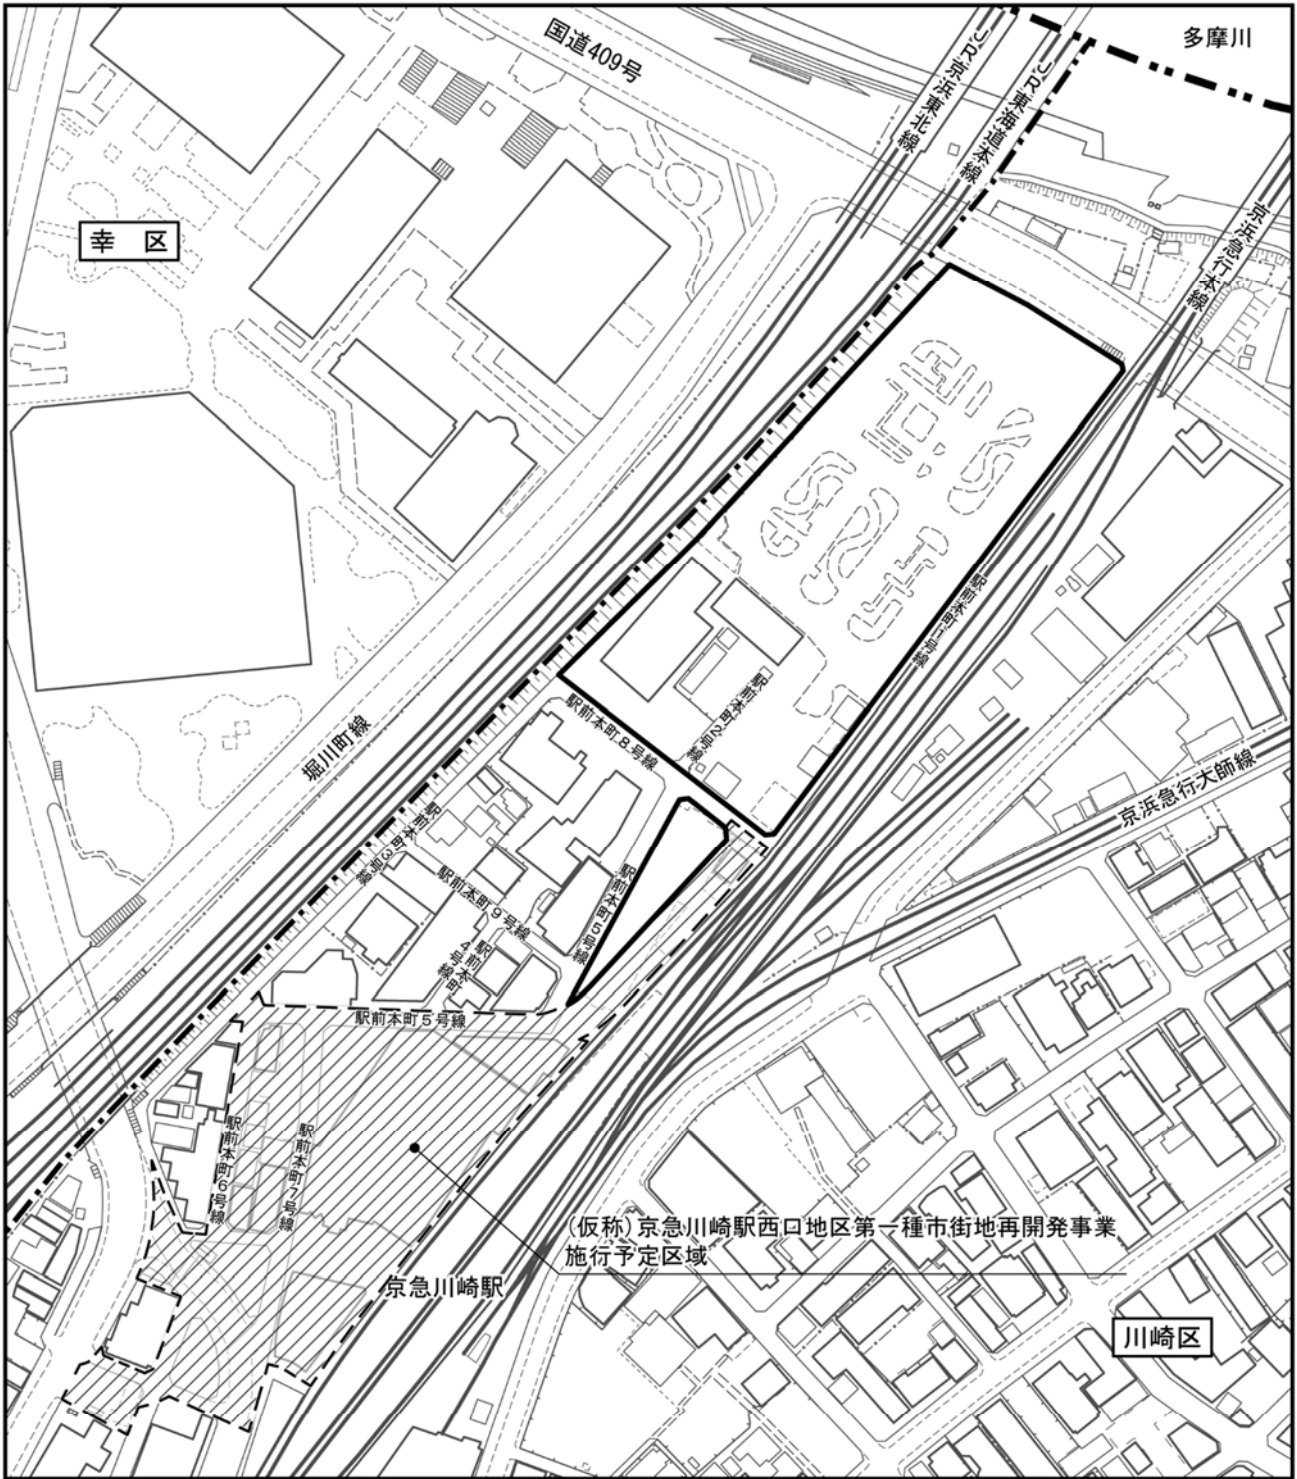 多摩川
国道409号
JR京浜東北線
JR東海道本線
京浜急行本線
幸 区
駅前本町11号線
駅前本町2号線
駅前本町8号線
堀川町線
京浜急行大師線
駅前本町3号線
駅前本町9号線
駅前本町5号線
駅前本町4号線
駅前本町5号線
駅前本町6号線
駅前本町7号線
(仮称)京急川崎駅西口地区第一種市街地再開発事業
施行予定区域
京急川崎駅
川崎区